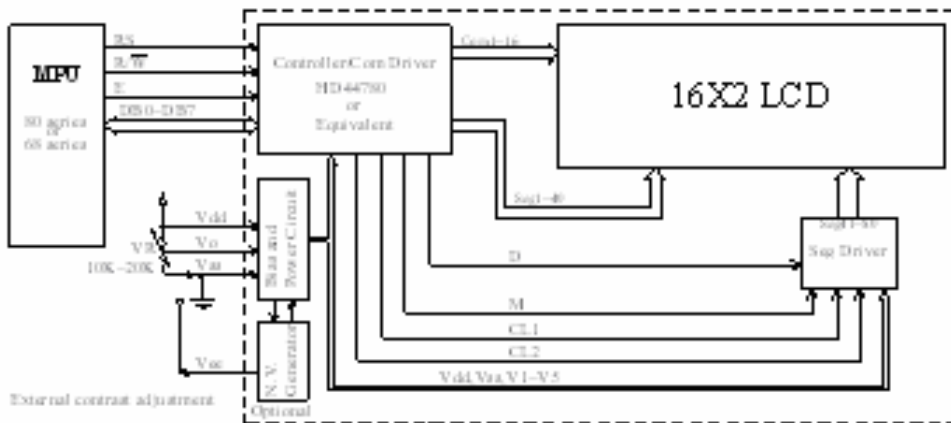 MPU
80 series
or
68 series
RS
R/W
E
DB0~DB7
Controller/Com Driver
HD44780
or
Equivalent
Com1~16
16X2 LCD
Seg1~40
Seg Driver
Vdd
Vo
Vss
VR
10K~20K
Bias and
Power Circuit
D
M
CL1
CL2
Vdd,Vss,V1~V5
Vee
N.V.
Generator
Optional
External contrast adjustment